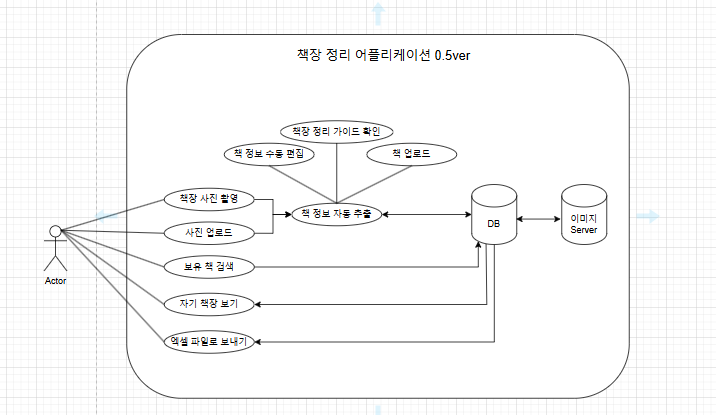 책장 정리 어플리케이션 0.5ver
책장 정리 가이드 확인
책 정보 수동 편집
책 업로드
책장 사진 촬영
책 정보 자동 추출
사진 업로드
DB
이미지
Server
보유 책 검색
Actor
자기 책장 보기
엑셀 파일로 보내기